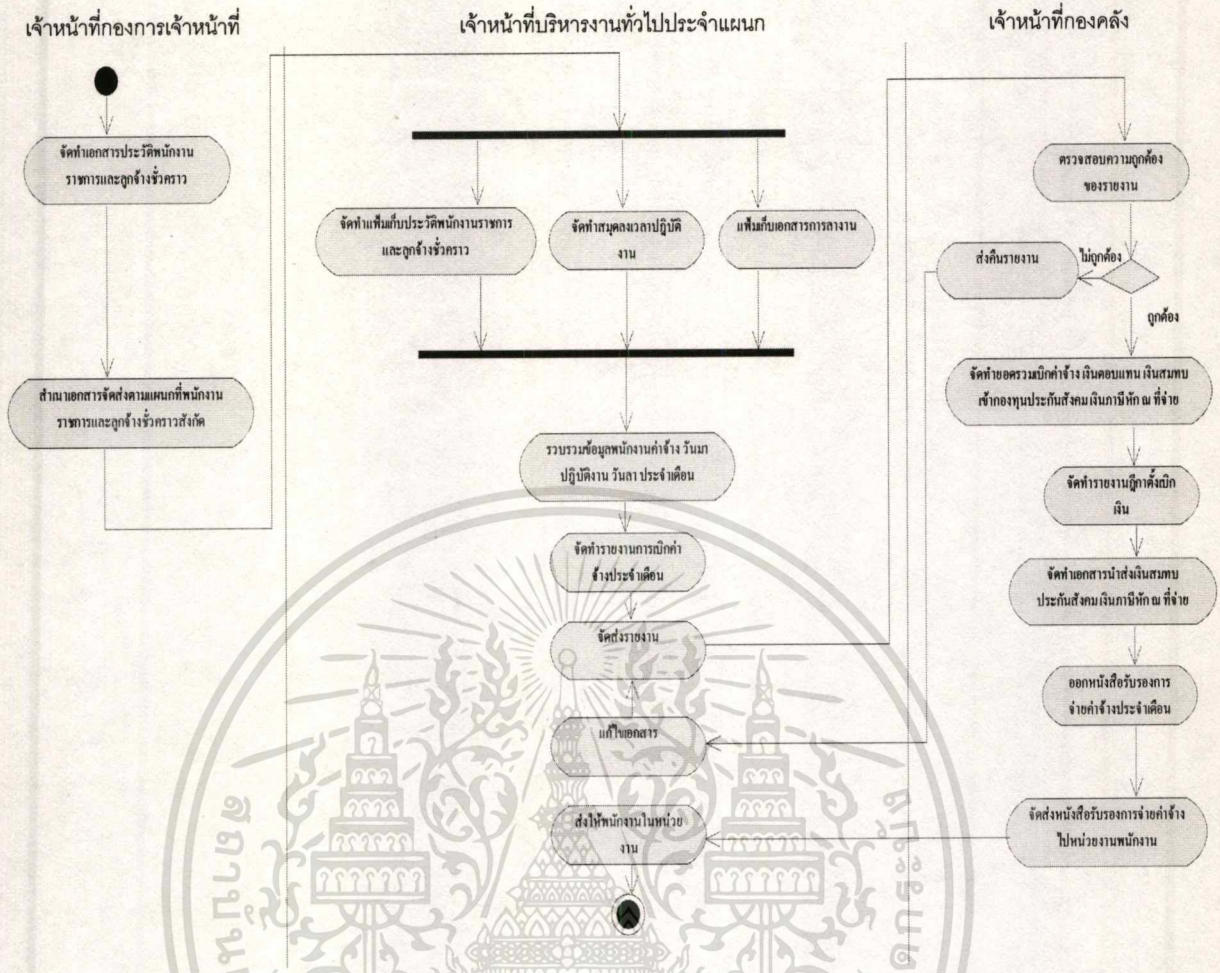 เจ้าหน้าที่กองการเจ้าหน้าที่
เจ้าหน้าที่บริหารงานทั่วไปประจำแผนก
เจ้าหน้าที่กองคลัง
จัดทำเอกสารประวัติพนักงาน
ราชการและลูกจ้างชั่วคราว
สำเนาเอกสารจัดส่งตามแผนกที่พนักงาน
ราชการและลูกจ้างชั่วคราวสังกัด
จัดทำแฟ้มเก็บประวัติพนักงานราชการ
และลูกจ้างชั่วคราว
จัดทำสมุดลงเวลาปฏิบัติ
งาน
แฟ้มเก็บเอกสารการลางาน
รวบรวมข้อมูลพนักงานค่าจ้าง วันมา
ปฏิบัติงาน วันลา ประจำเดือน
จัดทำรายงานการเบิกค่า
จ้างประจำเดือน
จัดส่งรายงาน
แก้ไขเอกสาร
ส่งให้พนักงานในหน่วย
งาน
ตรวจสอบความถูกต้อง
ของรายงาน
ส่งคืนรายงาน
ไม่ถูกต้อง
ถูกต้อง
จัดทำยอดรวมเบิกค่าจ้าง เงินตอบแทน เงินสมทบ
เข้ากองทุนประกันสังคม เงินภาษีหัก ณ ที่จ่าย
จัดทำรายงานฎีกาตั้งเบิก
เงิน
จัดทำเอกสารนำส่งเงินสมทบ
ประกันสังคม เงินภาษีหัก ณ ที่จ่าย
ออกหนังสือรับรองการ
จ่ายค่าจ้างประจำเดือน
จัดส่งหนังสือรับรองการจ่ายค่าจ้าง
ไปหน่วยงานพนักงาน